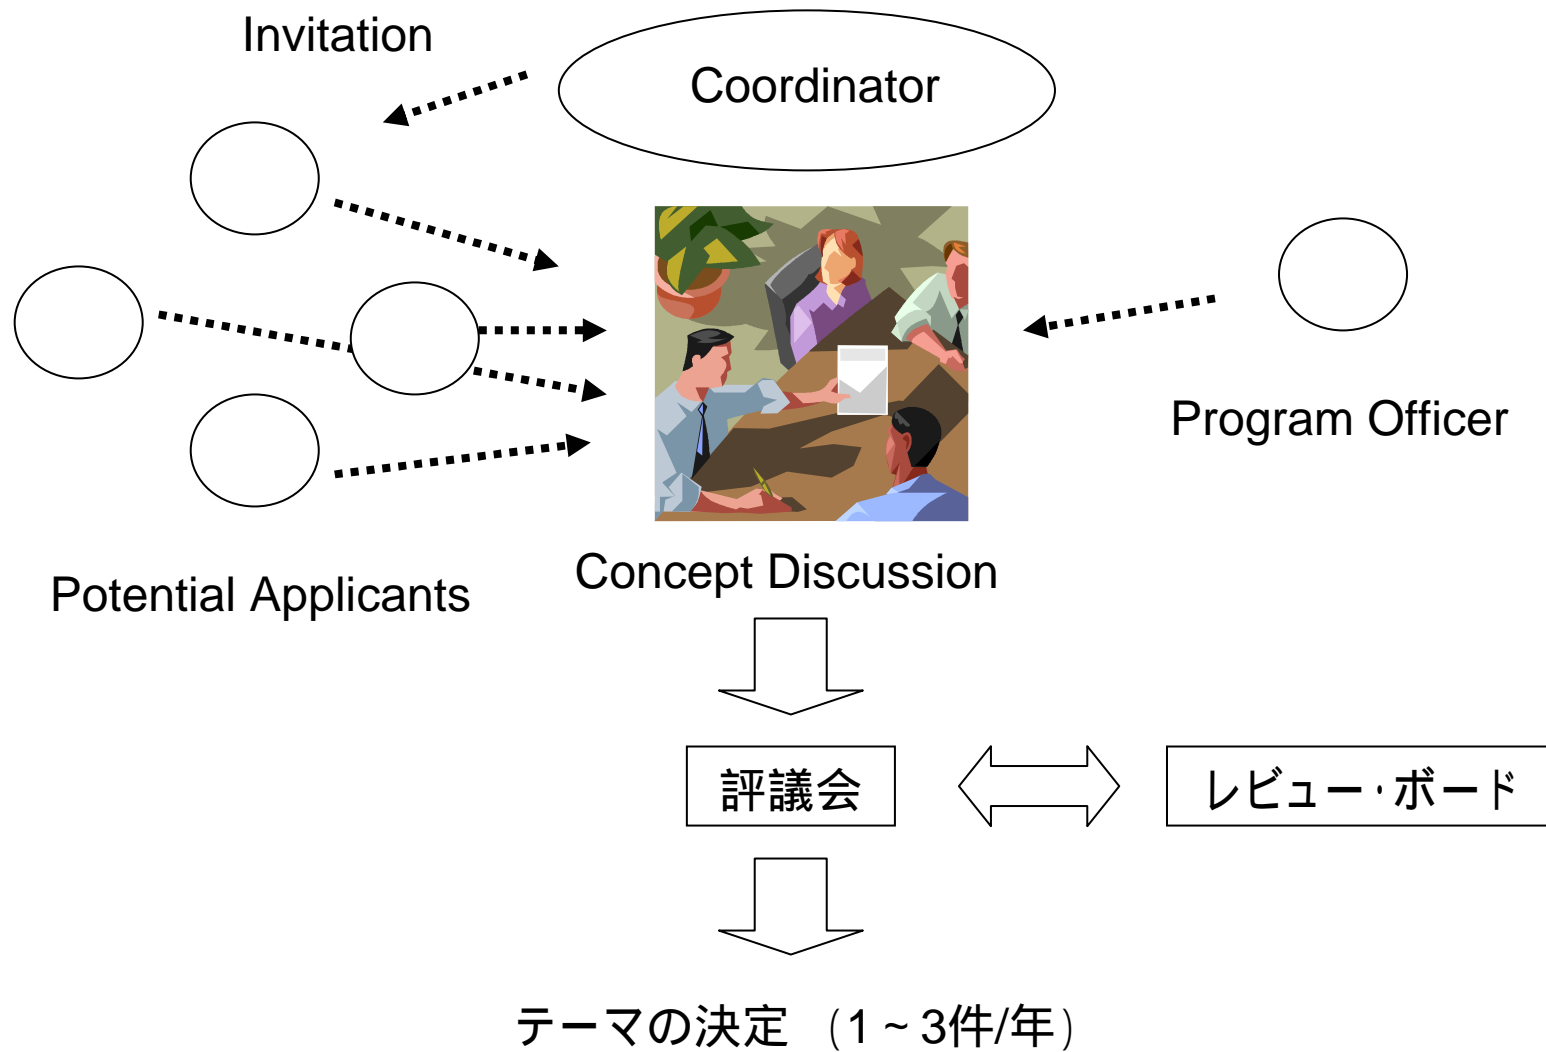 Invitation
Coordinator
Program Officer
Potential Applicants
Concept Discussion
評議会
レビュー・ボード
テーマの決定 (1~3件/年)